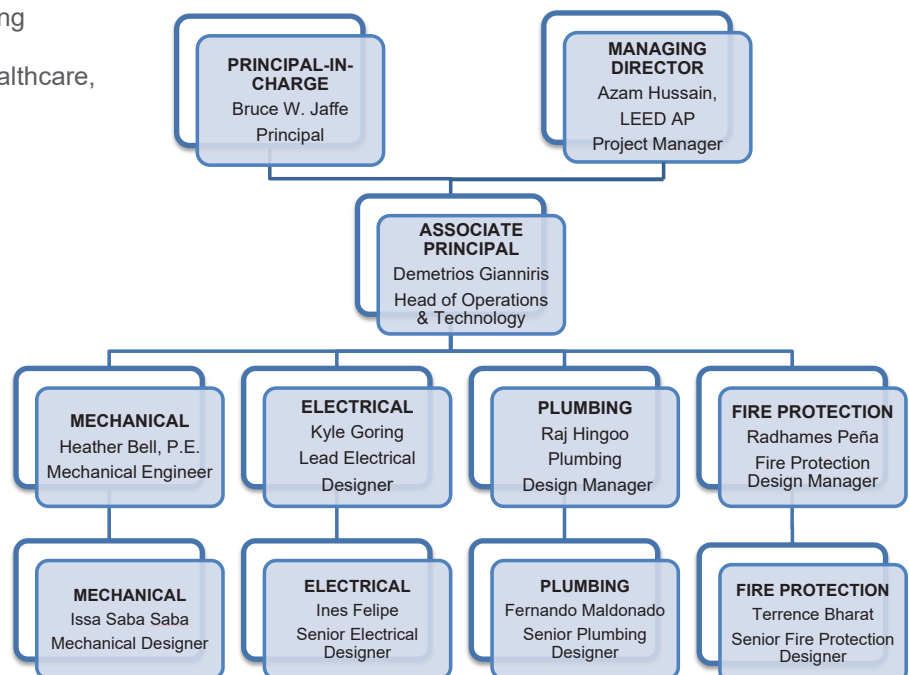 ng
althcare,
PRINCIPAL-IN-
CHARGE
Bruce W. Jaffe
Principal
MANAGING
DIRECTOR
Azam Hussain,
LEED AP
Project Manager
ASSOCIATE
PRINCIPAL
Demetrios Gianniris
Head of Operations
& Technology
MECHANICAL
Heather Bell, P.E.
Mechanical Engineer
ELECTRICAL
Kyle Goring
Lead Electrical
Designer
PLUMBING
Raj Hingoo
Plumbing
Design Manager
FIRE PROTECTION
Radhames Peña
Fire Protection
Design Manager
MECHANICAL
Issa Saba Saba
Mechanical Designer
ELECTRICAL
Ines Felipe
Senior Electrical
Designer
PLUMBING
Fernando Maldonado
Senior Plumbing
Designer
FIRE PROTECTION
Terrence Bharat
Senior Fire Protection
Designer